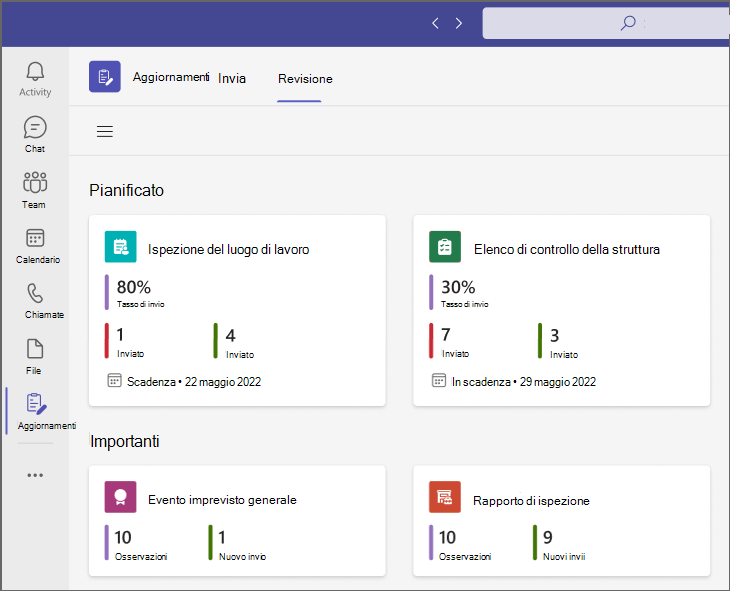 Aggiornamenti Invia Revisione
Activity
Chat
Team
Calendario
Chiamate
File
Aggiornamenti
Pianificato
Ispezione del luogo di lavoro
80%
Tasso di invio
1 4
Inviato Inviato
Scadenza • 22 maggio 2022
Elenco di controllo della struttura
30%
Tasso di invio
7 3
Inviato Inviato
In scadenza • 29 maggio 2022
Importanti
Evento imprevisto generale
10 1
Osservazioni Nuovo invio
Rapporto di ispezione
10 9
Osservazioni Nuovi invii